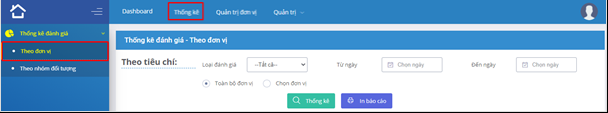 Dashboard
Thống kê
Quản trị đơn vị
Quản trị
Thống kê đánh giá
Theo đơn vị
Theo nhóm đối tượng
Thống kê đánh giá - Theo đơn vị
Theo tiêu chí:
Loại đánh giá
--Tất cả--
Từ ngày
Chọn ngày
Đến ngày
Chọn ngày
Toàn bộ đơn vị
Chọn đơn vị
Thống kê
In báo cáo